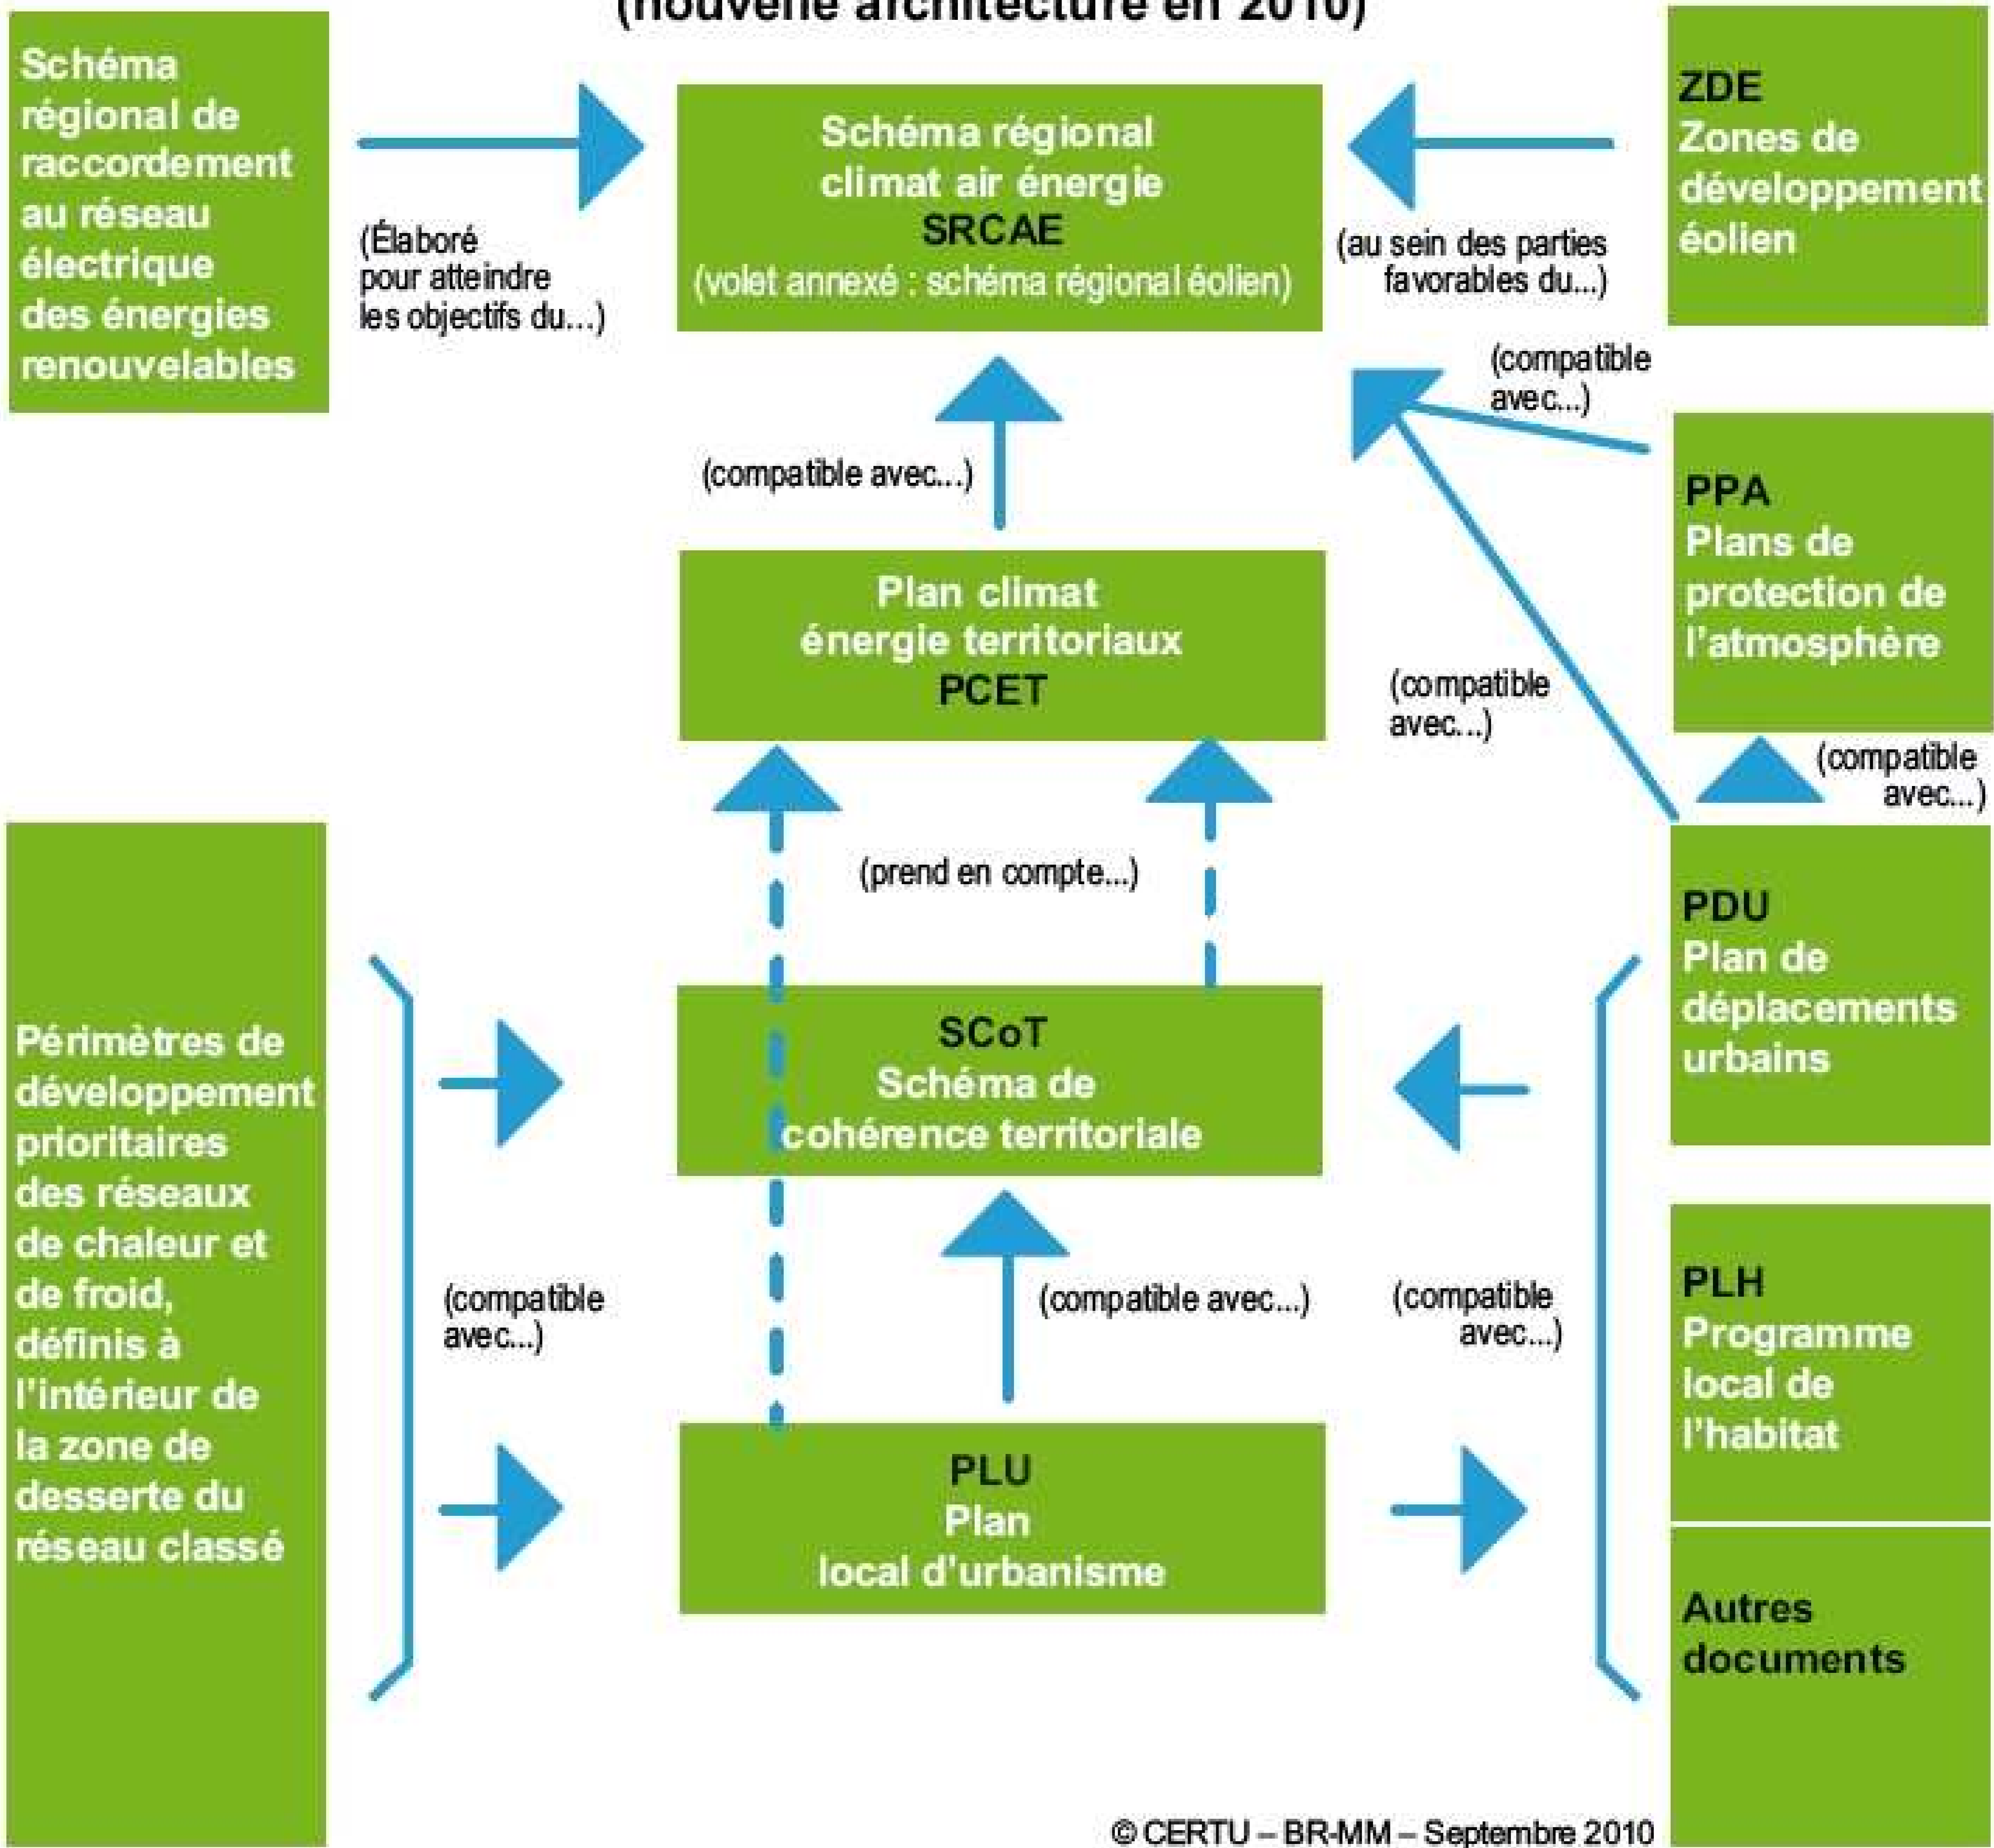 (nouvelle architecture en 2010)
Schéma
régional de
raccordement
au réseau
électrique
des énergies
renouvelables
(Élaboré
pour atteindre
les objectifs du...)
Schéma régional
climat air énergie
SRCAE
(volet annexé : schéma régional éolien)
(au sein des parties
favorables du...)
ZDE
Zones de
développement
éolien
(compatible
avec...)
(compatible avec...)
PPA
Plans de
protection de
l'atmosphère
Plan climat
énergie territoriaux
PCET
(compatible
avec...)
(compatible
avec...)
(prend en compte...)
Périmètres de
développement
prioritaires
des réseaux
de chaleur et
de froid,
définis à
l'intérieur de
la zone de
desserte du
réseau classé
SCoT
Schéma de
cohérence territoriale
PDU
Plan de
déplacements
urbains
(compatible
avec...)
(compatible avec...)
(compatible
avec...)
PLH
Programme
local de
l'habitat
PLU
Plan
local d'urbanisme
Autres
documents
© CERTU – BR-MM – Septembre 2010